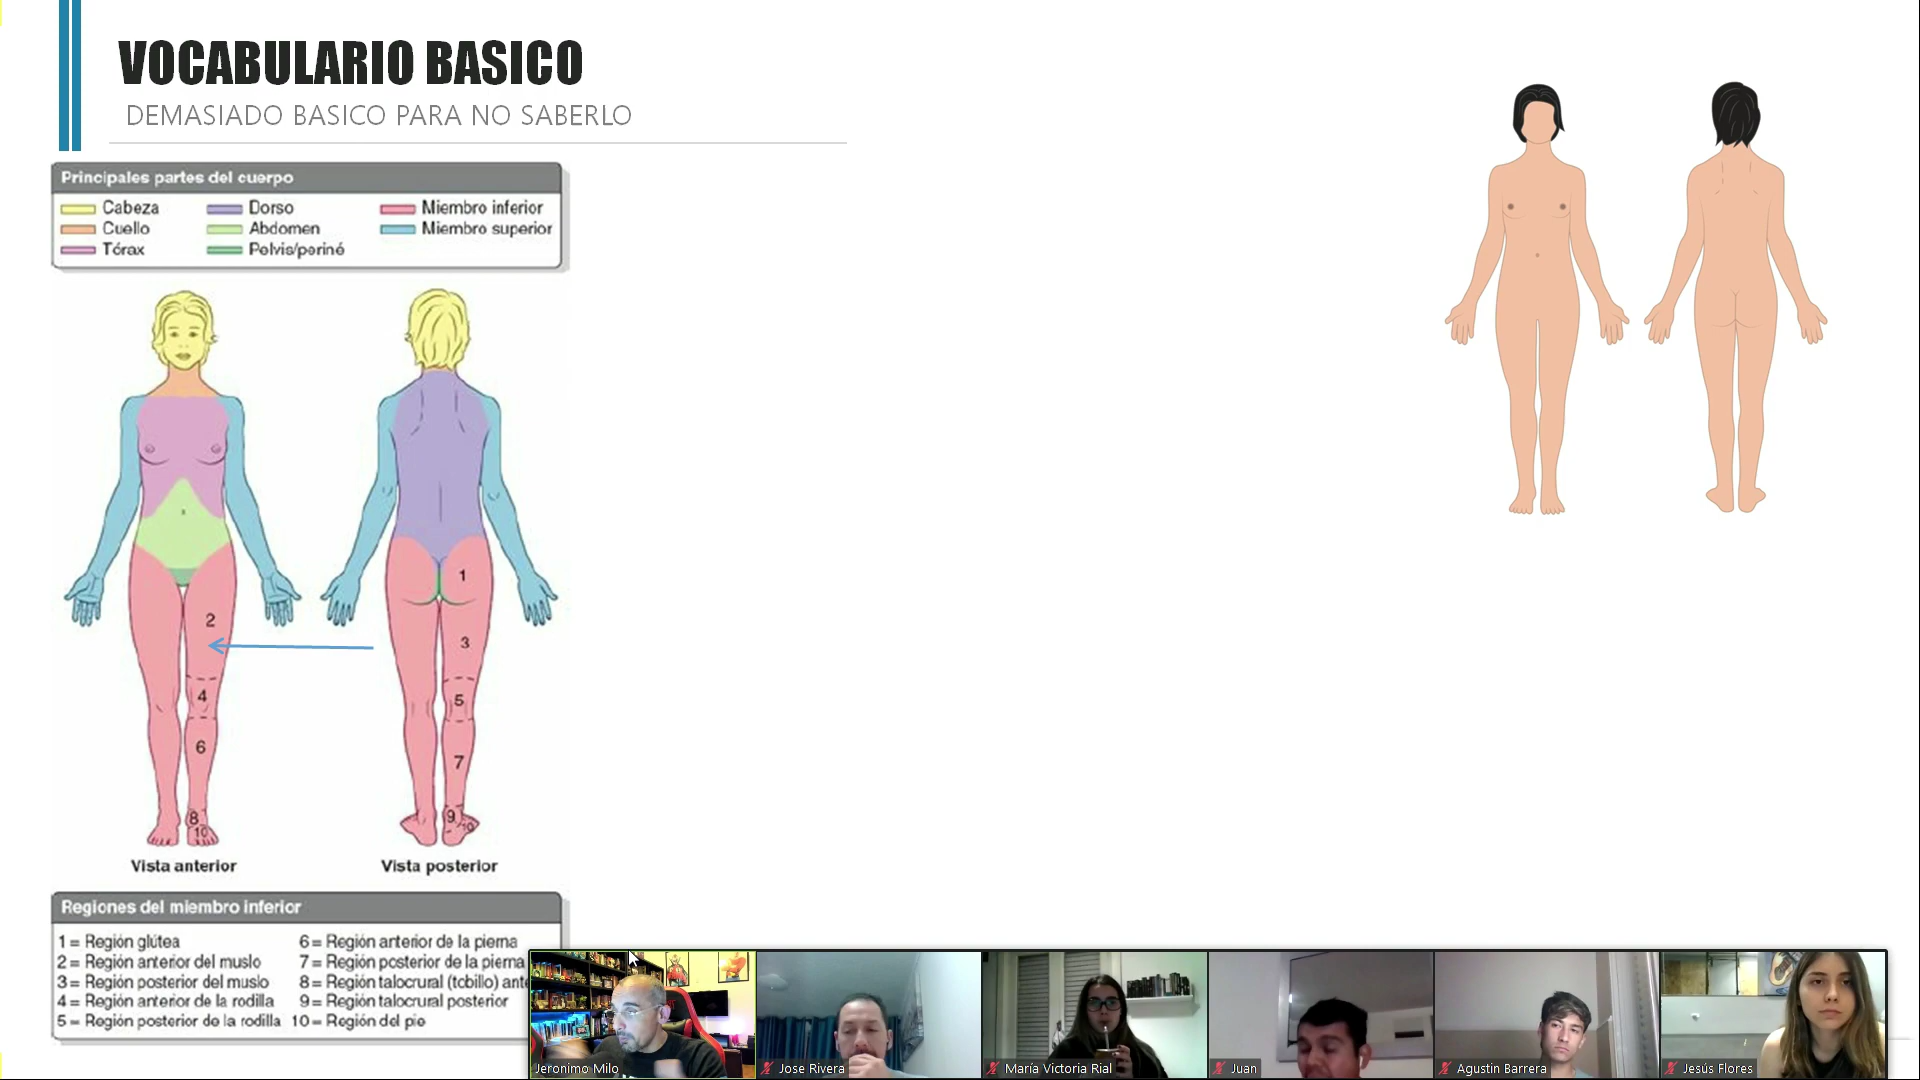 VOCABULARIO BASICO
DEMASIADO BASICO PARA NO SABERLO
Principales partes del cuerpo
Cabeza Dorso Miembro inferior
Cuello Abdomen Miembro superior
Tórax Pelvis/periné
1
2
3
4
5
6
7
8
9
10
10
Vista anterior Vista posterior
Regiones del miembro inferior
1 = Región glútea
2 = Región anterior del muslo
3 = Región posterior del muslo
4 = Región anterior de la rodilla
5 = Región posterior de la rodilla
6 = Región anterior de la pierna
7 = Región posterior de la pierna
8 = Región talocrural (tobillo) ante
9 = Región talocrural posterior
10 = Región del pie
Jeronimo Milo
Jose Rivera
María Victoria Rial
Juan
Agustin Barrera
Jesús Flores